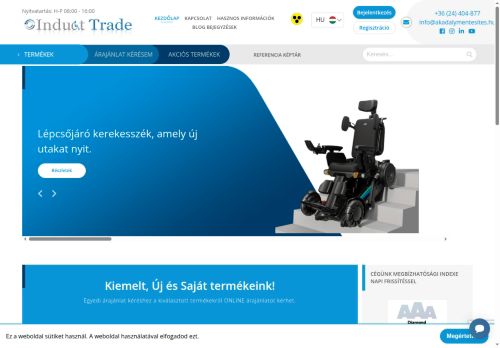 Nyitvatartás: H-P 08:00 - 16:00
Indust Trade
KEZDŐLAP KAPCSOLAT HASZNOS INFORMÁCIÓK
BLOG BEJEGYZÉSEK
HU
Bejelentkezés
Regisztráció
+36 (24) 404-877
info@akadalymentesites.hu
TERMÉKEK
ÁRAJÁNLAT KÉRÉSEM
AKCIÓS TERMÉKEK
REFERENCIA KÉPTÁR
Keresés...
Lépcsőjáró kerekesszék, amely új
utakat nyit.
Részletek
Kiemelt, Új és Saját termékeink!
Egyedi árajánlat kéréshez a kiválasztott termékekről ONLINE árajánlatot kérhet.
CÉGÜNK MEGBÍZHATÓSÁGI INDEXE
NAPI FRISSÍTÉSSEL
AAA
Diamond
Ez a weboldal sütiket használ. A weboldal használatával elfogadod ezt.
Megértettem